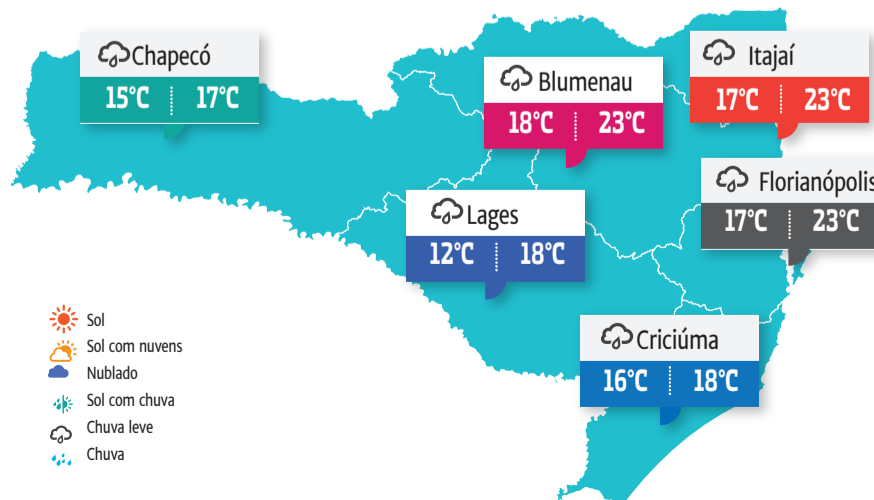 Chapecó
15°C 17°C
Blumenau
18°C 23°C
Itajaí
17°C 23°C
Florianópolis
17°C 23°C
Lages
12°C 18°C
Criciúma
16°C 18°C
Sol
Sol com nuvens
Nublado
Sol com chuva
Chuva leve
Chuva